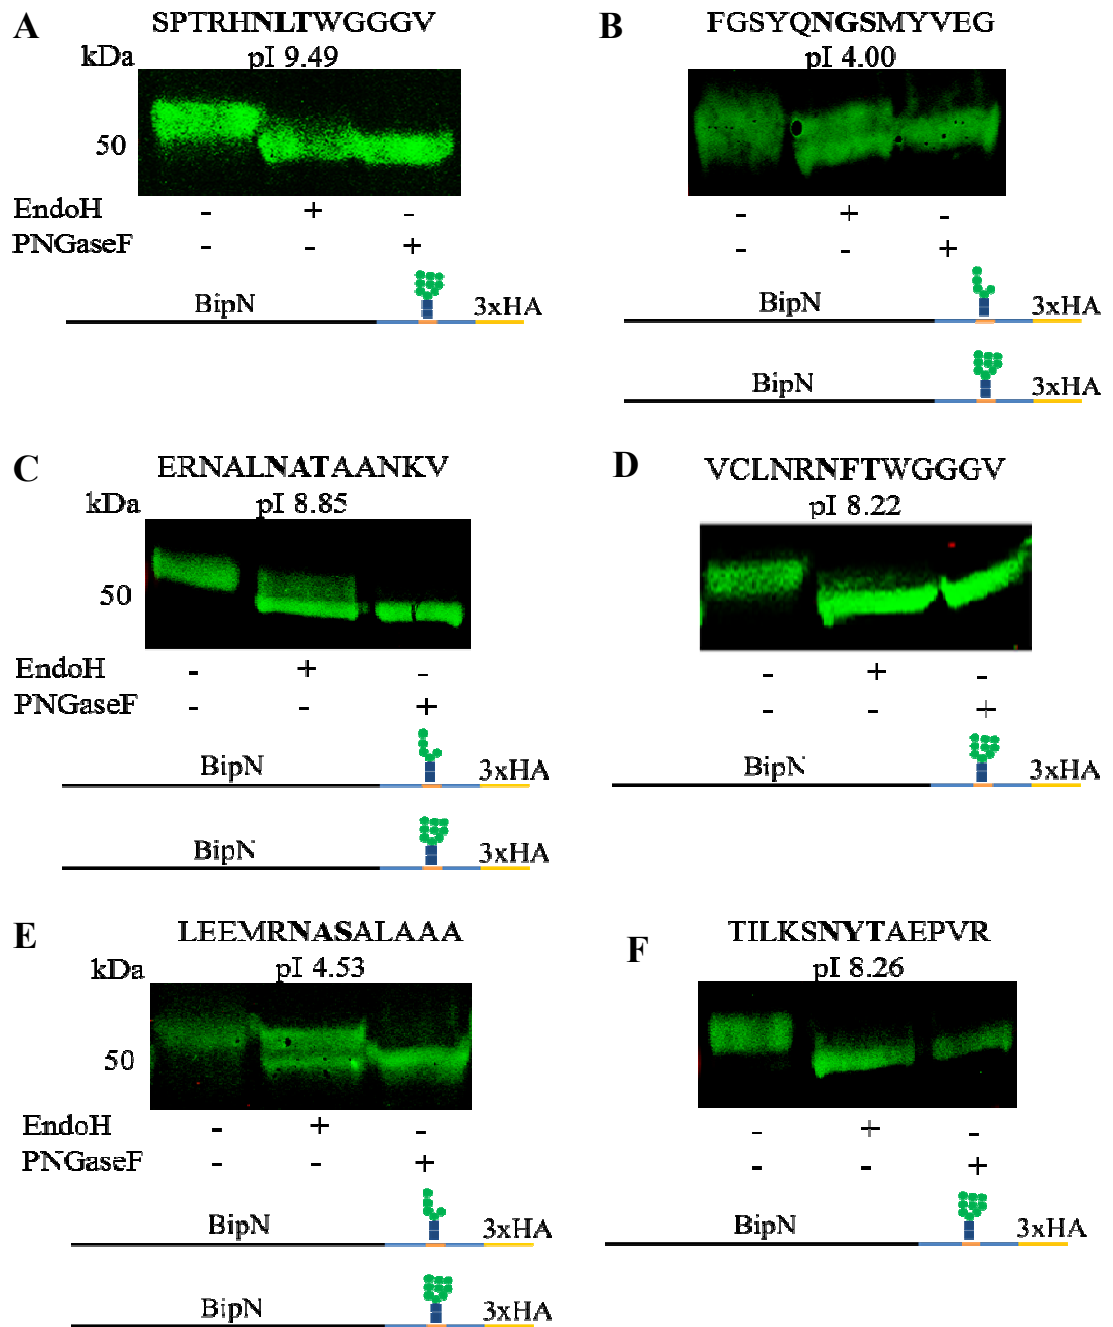 A
SPTRHNLTWGGGV
kDa
pI 9.49
50
EndoH - + -
PNGaseF - - +
BipN
3xHA
B
FGSYQNGSMYVEG
pI 4.00
- + -
- - +
BipN
3xHA
BipN
3xHA
C
ERNALNATAANKV
kDa
pI 8.85
50
EndoH - + -
PNGaseF - - +
BipN
3xHA
BipN
3xHA
D
VCLNRNFTWGGGV
pI 8.22
- + -
- - +
BipN
3xHA
E
LEEMRNASALAAA
kDa
pI 4.53
50
EndoH - + -
PNGaseF - - +
BipN
3xHA
BipN
3xHA
F
TILKSNYTAEPVR
pI 8.26
- + -
- - +
BipN
3xHA